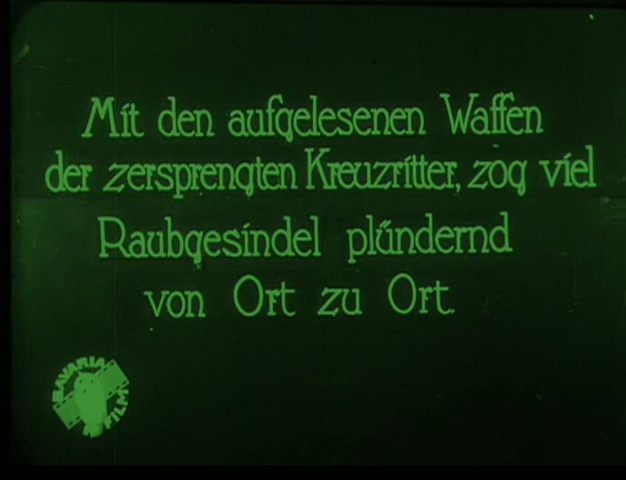 Mit den aufgelesenen Waffen
der zersprengten Kreuzritter, zog viel
Raubgesindel plündernd
von Ort zu Ort.
BAVARIA
FILM